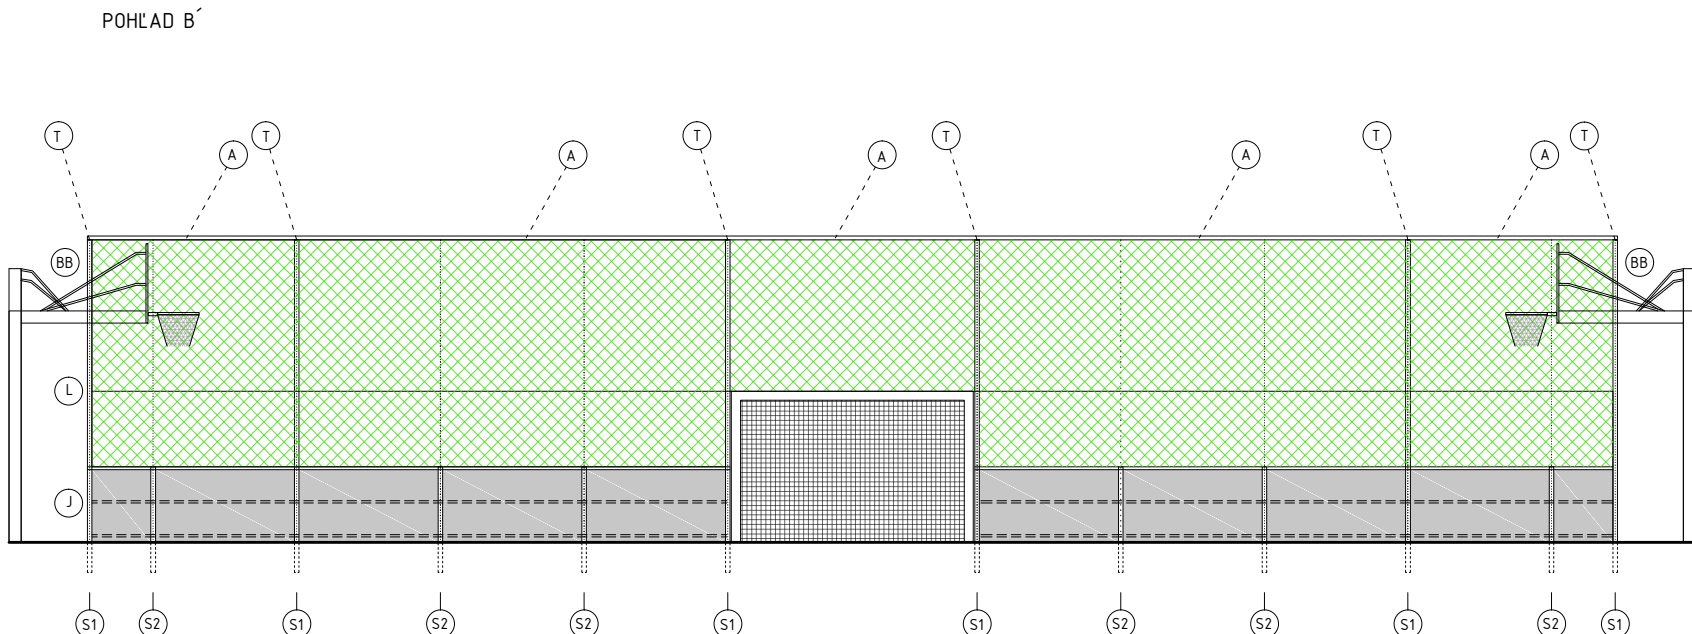 POHĽAD B´
T T T T T T
A A A A A
BB BB
L
J
S1 S2 S1 S2 S2 S1 S1 S2 S2 S1 S2 S1